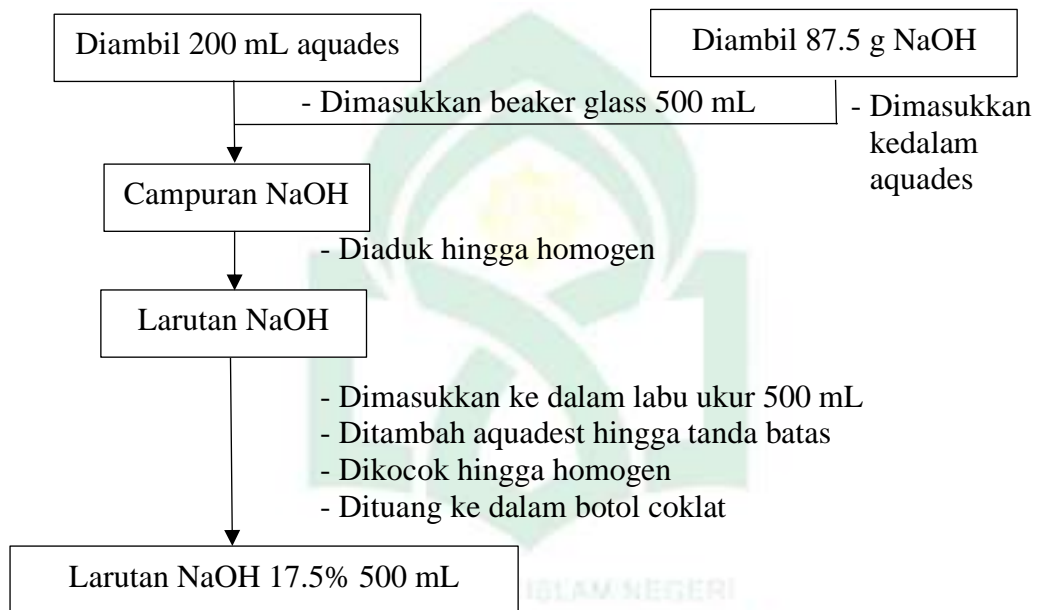 Diambil 200 mL aquades
Diambil 87.5 g NaOH
- Dimasukkan beaker glass 500 mL
- Dimasukkan
kedalam
aquades
Campuran NaOH
- Diaduk hingga homogen
Larutan NaOH
- Dimasukkan ke dalam labu ukur 500 mL
- Ditambah aquadest hingga tanda batas
- Dikocok hingga homogen
- Dituang ke dalam botol coklat
Larutan NaOH 17.5% 500 mL
ISLAM NEGERI